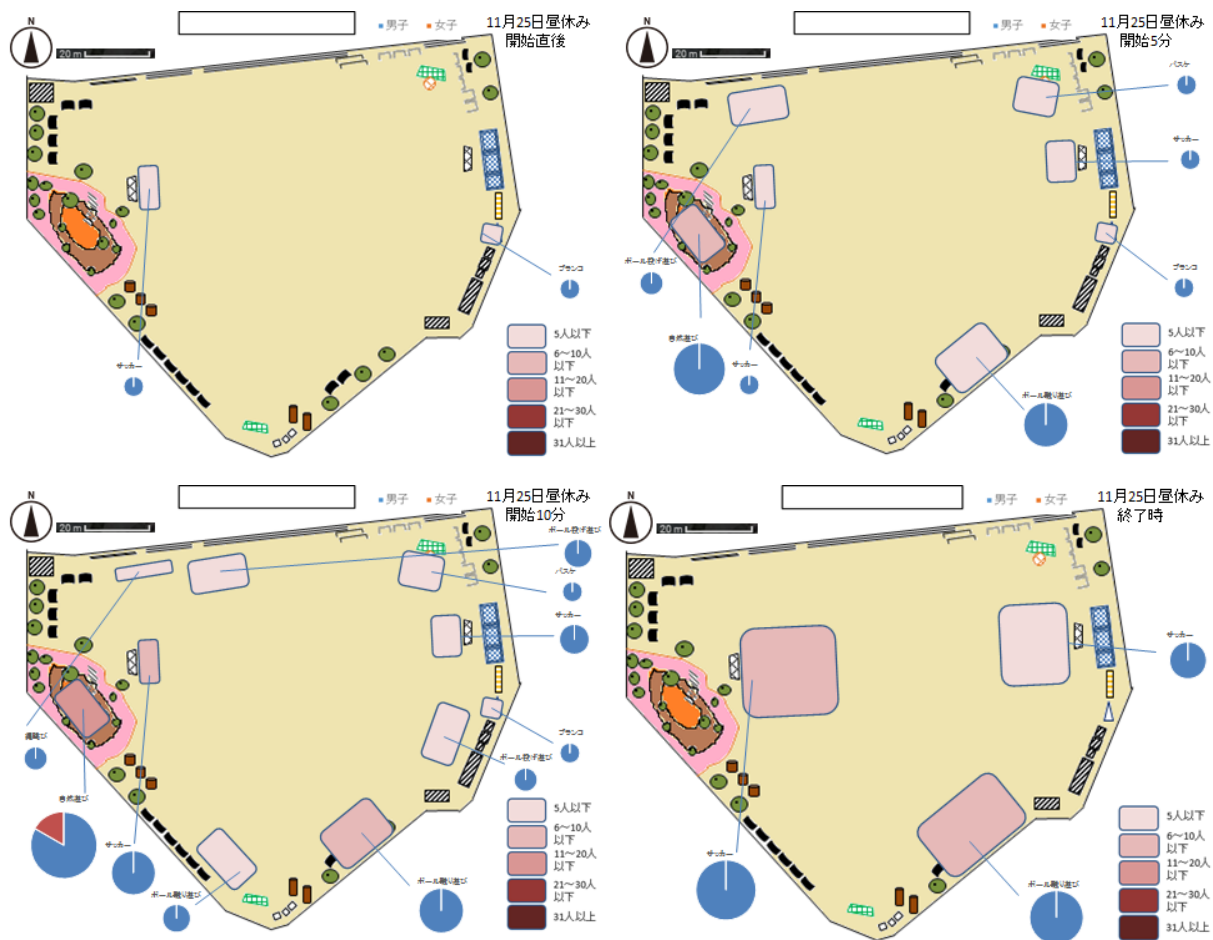 N
■男子 ■女子
11月25日昼休み
開始直後
20 m
ブランコ
サッカー
5人以下
6～10人
以下
11～20人
以下
21～30人
以下
31人以上
N
■男子 ■女子
11月25日昼休み
開始5分
20 m
バスケ
サッカー
ボール投げ遊び
ブランコ
自然遊び
サッカー
ボール蹴り遊び
5人以下
6～10人
以下
11～20人
以下
21～30人
以下
31人以上
N
■男子 ■女子
11月25日昼休み
開始10分
20 m
ボール投げ遊び
バスケ
サッカー
縄跳び
ブランコ
ボール投げ遊び
自然遊び
サッカー
ボール蹴り遊び
ボール蹴り遊び
5人以下
6～10人
以下
11～20人
以下
21～30人
以下
31人以上
N
■男子 ■女子
11月25日昼休み
終了時
20 m
サッカー
サッカー
ボール蹴り遊び
5人以下
6～10人
以下
11～20人
以下
21～30人
以下
31人以上